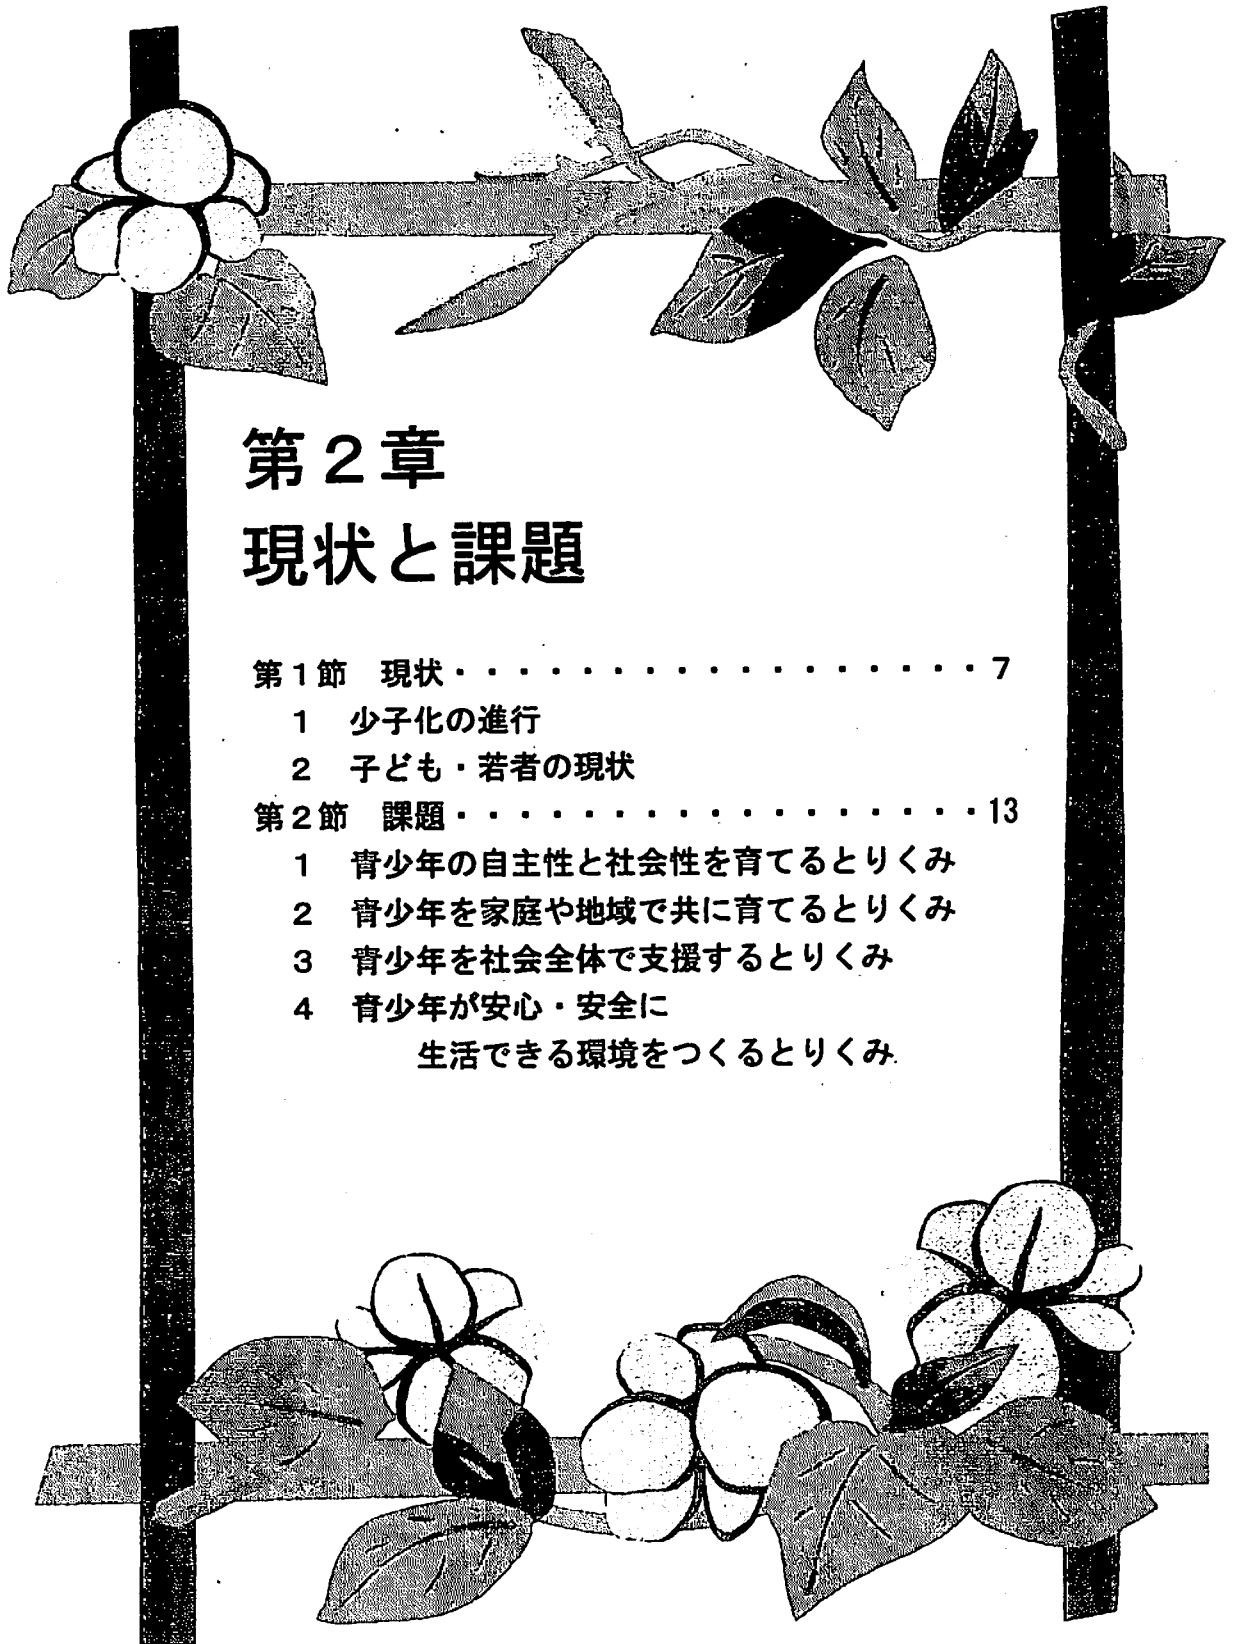 第２章
現状と課題
第１節　現状・・・・・・・・・・・・・・・・・7
１　少子化の進行
２　子ども・若者の現状
第２節　課題・・・・・・・・・・・・・・・・・13
１　青少年の自主性と社会性を育てるとりくみ
２　青少年を家庭や地域で共に育てるとりくみ
３　青少年を社会全体で支援するとりくみ
４　青少年が安心・安全に
生活できる環境をつくるとりくみ